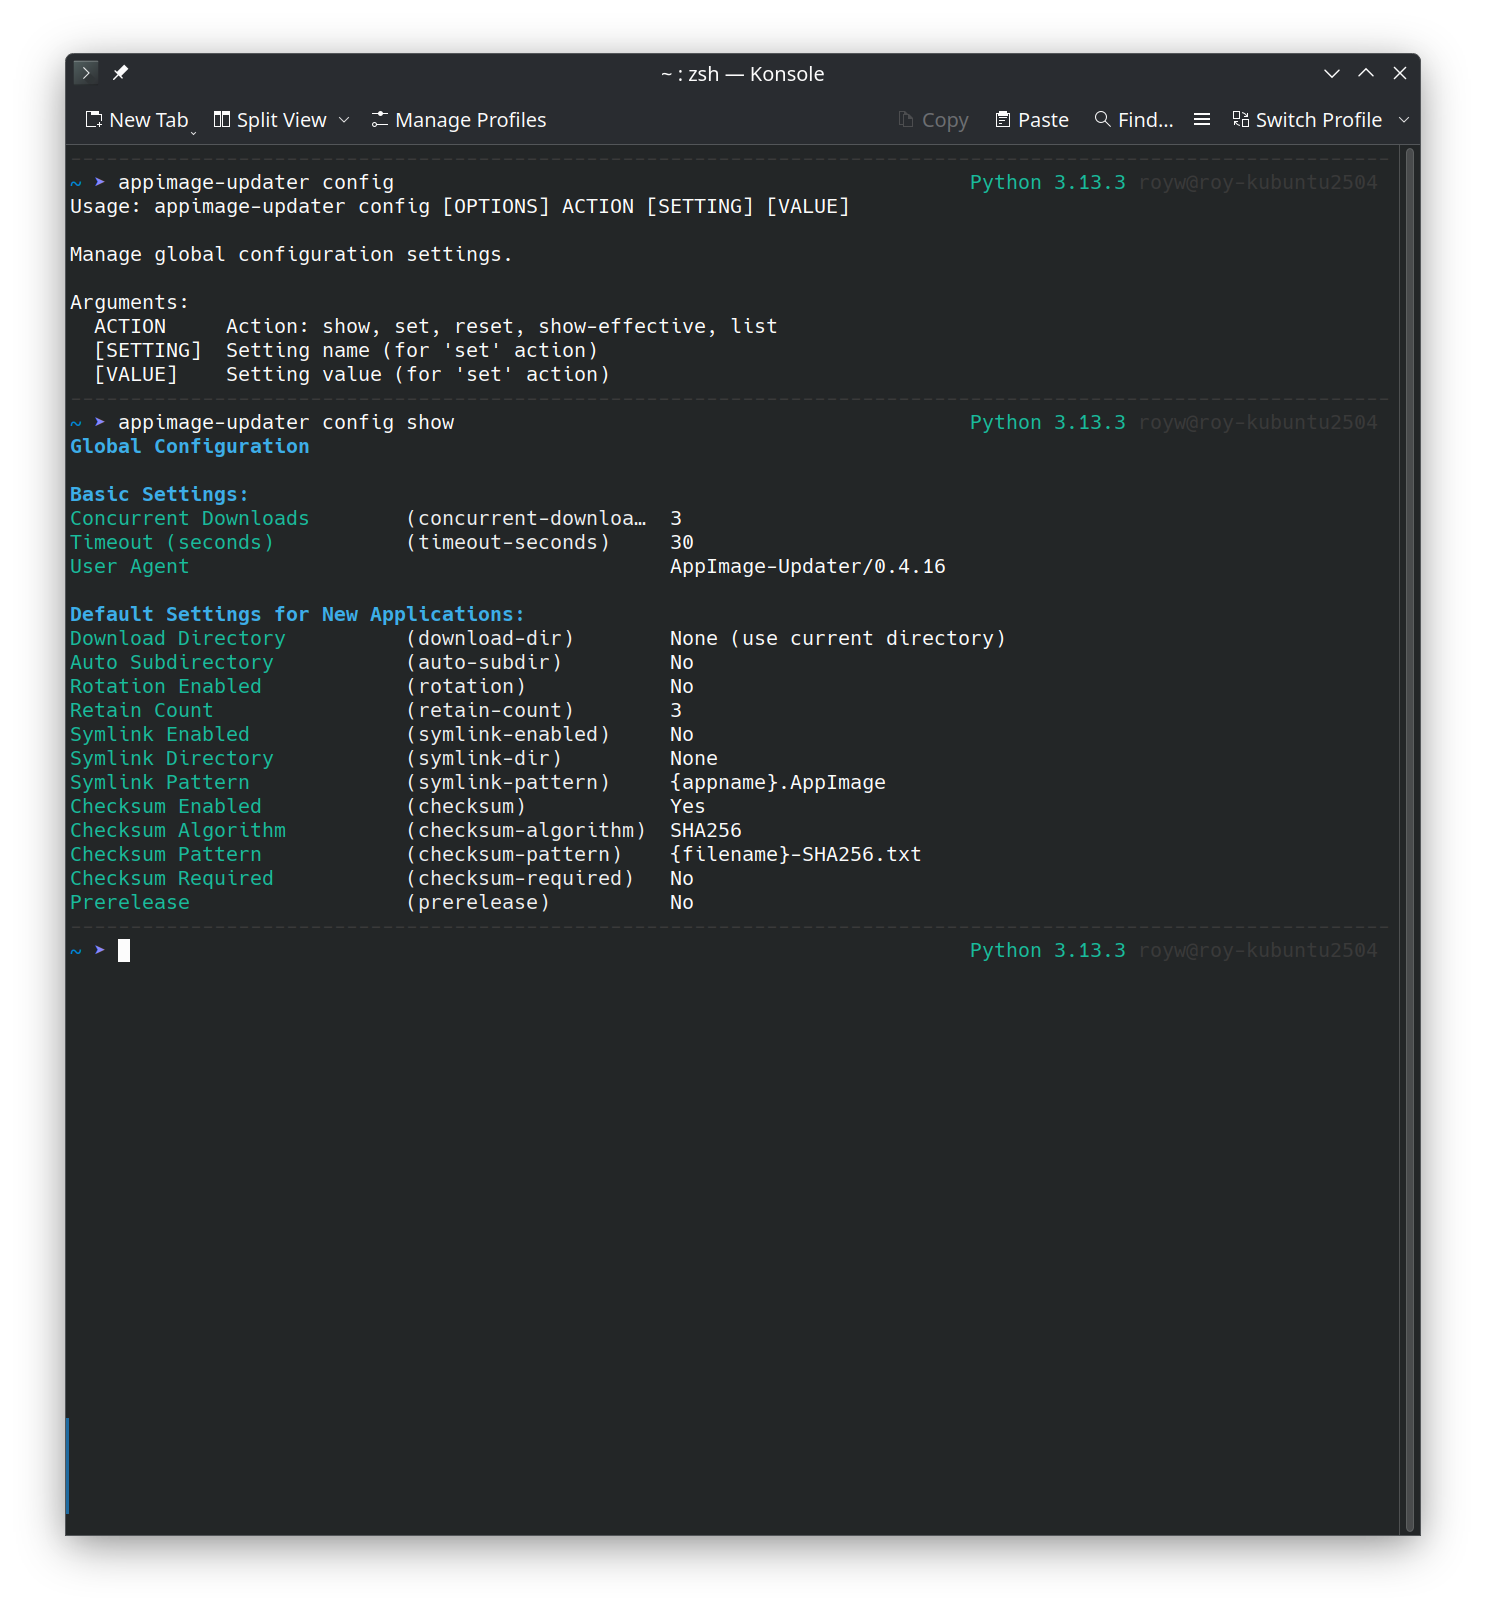 ~ : zsh — Konsole
New Tab Split View Manage Profiles Copy Paste Find... Switch Profile
~ ➤ appimage-updater config Python 3.13.3 royw@roy-kubuntu2504
Usage: appimage-updater config [OPTIONS] ACTION [SETTING] [VALUE]
Manage global configuration settings.
Arguments:
ACTION Action: show, set, reset, show-effective, list
[SETTING] Setting name (for 'set' action)
[VALUE] Setting value (for 'set' action)
~ ➤ appimage-updater config show Python 3.13.3 royw@roy-kubuntu2504
Global Configuration
Basic Settings:
Concurrent Downloads (concurrent-downloa… 3
Timeout (seconds) (timeout-seconds) 30
User Agent AppImage-Updater/0.4.16
Default Settings for New Applications:
Download Directory (download-dir) None (use current directory)
Auto Subdirectory (auto-subdir) No
Rotation Enabled (rotation) No
Retain Count (retain-count) 3
Symlink Enabled (symlink-enabled) No
Symlink Directory (symlink-dir) None
Symlink Pattern (symlink-pattern) {appname}.AppImage
Checksum Enabled (checksum) Yes
Checksum Algorithm (checksum-algorithm) SHA256
Checksum Pattern (checksum-pattern) {filename}-SHA256.txt
Checksum Required (checksum-required) No
Prerelease (prerelease) No
~ ➤ Python 3.13.3 royw@roy-kubuntu2504